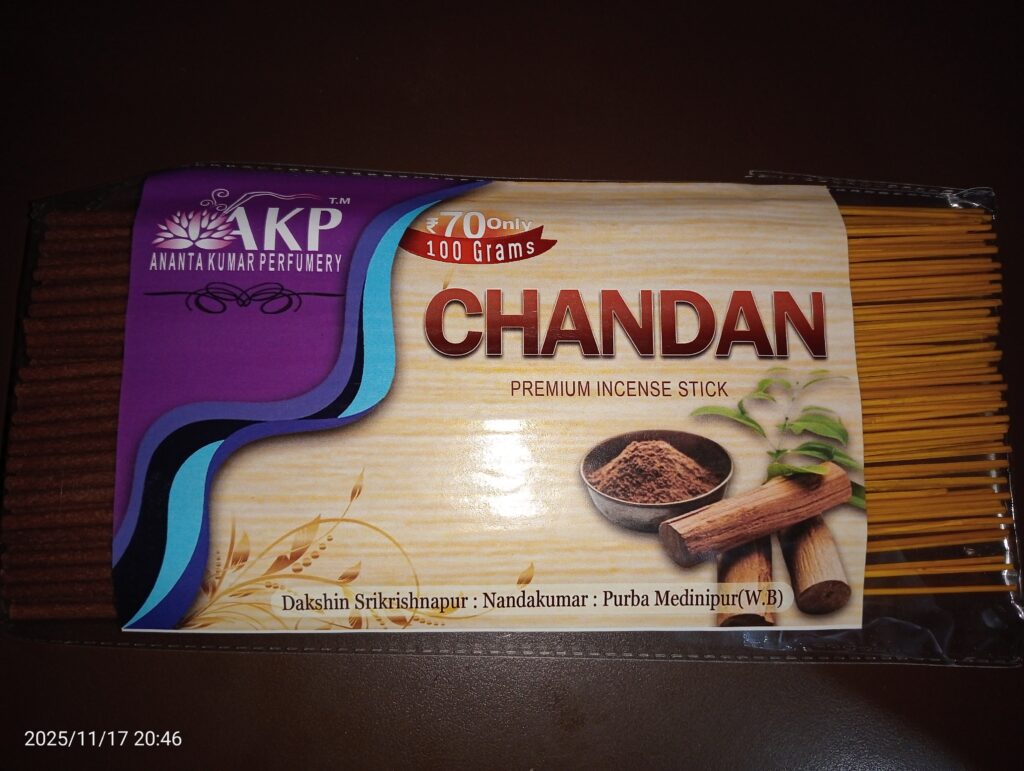 AKP T.M
ANANTA KUMAR PERFUMERY
₹70 Only
100 Grams
CHANDAN
PREMIUM INCENSE STICK
Dakshin Srikrishnapur : Nandakumar : Purba Medinipur(W.B)
2025/11/17 20:46